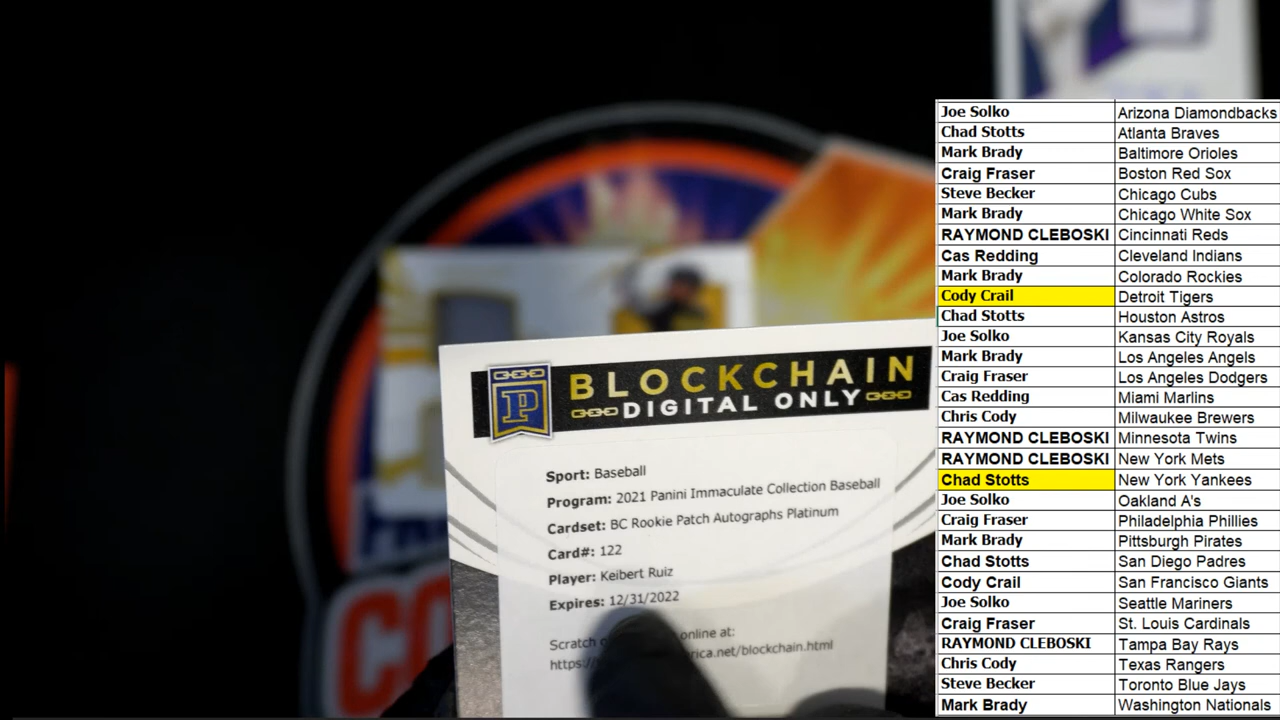 BLOCKCHAIN
P
DIGITAL ONLY
Sport: Baseball
Program: 2021 Panini Immaculate Collection Baseball
Cardset: BC Rookie Patch Autographs Platinum
Card#: 122
Player: Keibert Ruiz
Expires: 12/31/2022
Scratch online at:
/blockchain.html
CO
Joe Solko Arizona Diamondbacks
Chad Stotts Atlanta Braves
Mark Brady Baltimore Orioles
Craig Fraser Boston Red Sox
Steve Becker Chicago Cubs
Mark Brady Chicago White Sox
RAYMOND CLEBOSKI Cincinnati Reds
Cas Redding Cleveland Indians
Mark Brady Colorado Rockies
Cody Crail Detroit Tigers
Chad Stotts Houston Astros
Joe Solko Kansas City Royals
Mark Brady Los Angeles Angels
Craig Fraser Los Angeles Dodgers
Cas Redding Miami Marlins
Chris Cody Milwaukee Brewers
RAYMOND CLEBOSKI Minnesota Twins
RAYMOND CLEBOSKI New York Mets
Chad Stotts New York Yankees
Joe Solko Oakland A's
Craig Fraser Philadelphia Phillies
Mark Brady Pittsburgh Pirates
Chad Stotts San Diego Padres
Cody Crail San Francisco Giants
Joe Solko Seattle Mariners
Craig Fraser St. Louis Cardinals
RAYMOND CLEBOSKI Tampa Bay Rays
Chris Cody Texas Rangers
Steve Becker Toronto Blue Jays
Mark Brady Washington Nationals